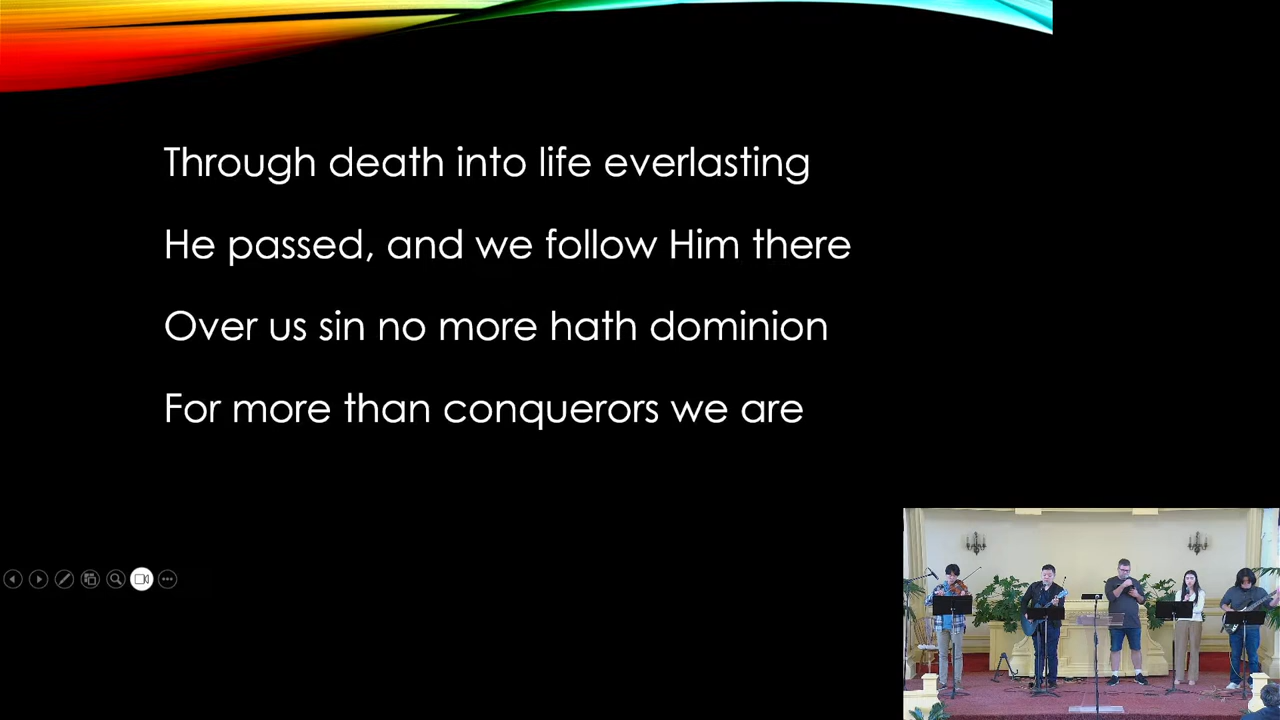 Through death into life everlasting
He passed, and we follow Him there
Over us sin no more hath dominion
For more than conquerors we are